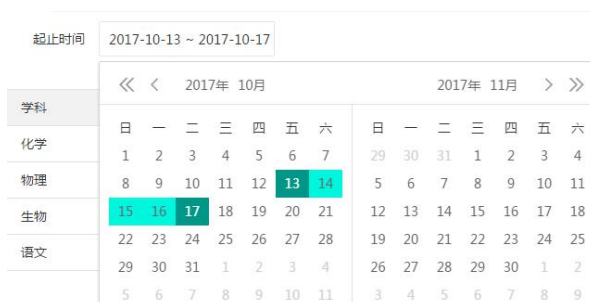 起止时间 2017-10-13 ~ 2017-10-17
2017年 10月 2017年 11月
学科
化学
物理
生物
语文
日 一 二 三 四 五 六
1 2 3 4 5 6 7
8 9 10 11 12 13 14
15 16 17 18 19 20 21
22 23 24 25 26 27 28
29 30 31 1 2 3 4
5 6 7 8 9 10 11
日 一 二 三 四 五 六
29 30 31 1 2 3 4
5 6 7 8 9 10 11
12 13 14 15 16 17 18
19 20 21 22 23 24 25
26 27 28 29 30 1 2
3 4 5 6 7 8 9